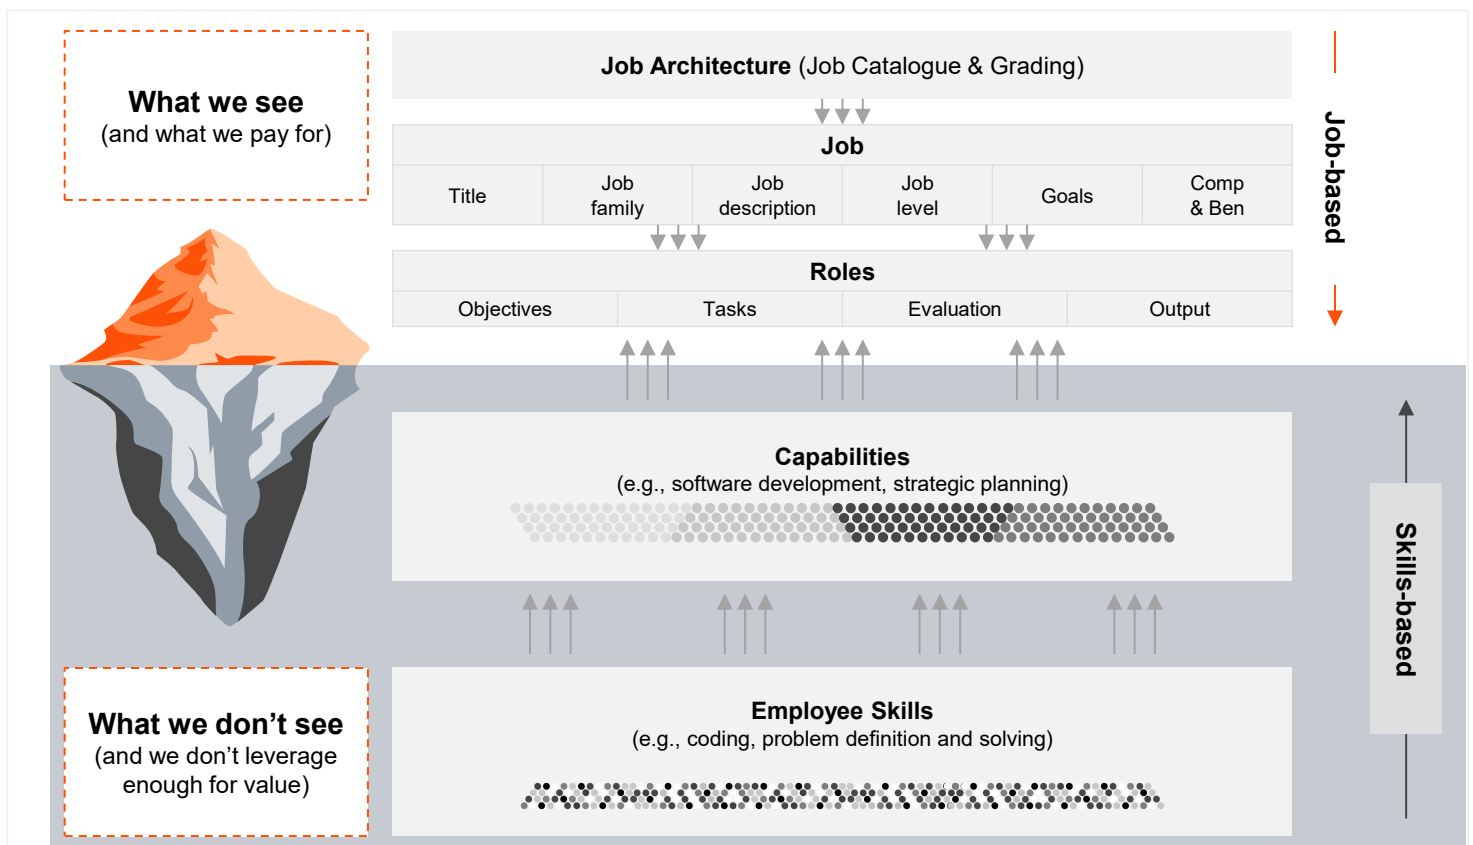 What we see
(and what we pay for)
Job Architecture (Job Catalogue & Grading)
Job
Title
Job
family
Job
description
Job
level
Goals
Comp
& Ben
Roles
Objectives
Tasks
Evaluation
Output
Job-based
Capabilities
(e.g., software development, strategic planning)
Skills-based
What we don’t see
(and we don’t leverage
enough for value)
Employee Skills
(e.g., coding, problem definition and solving)